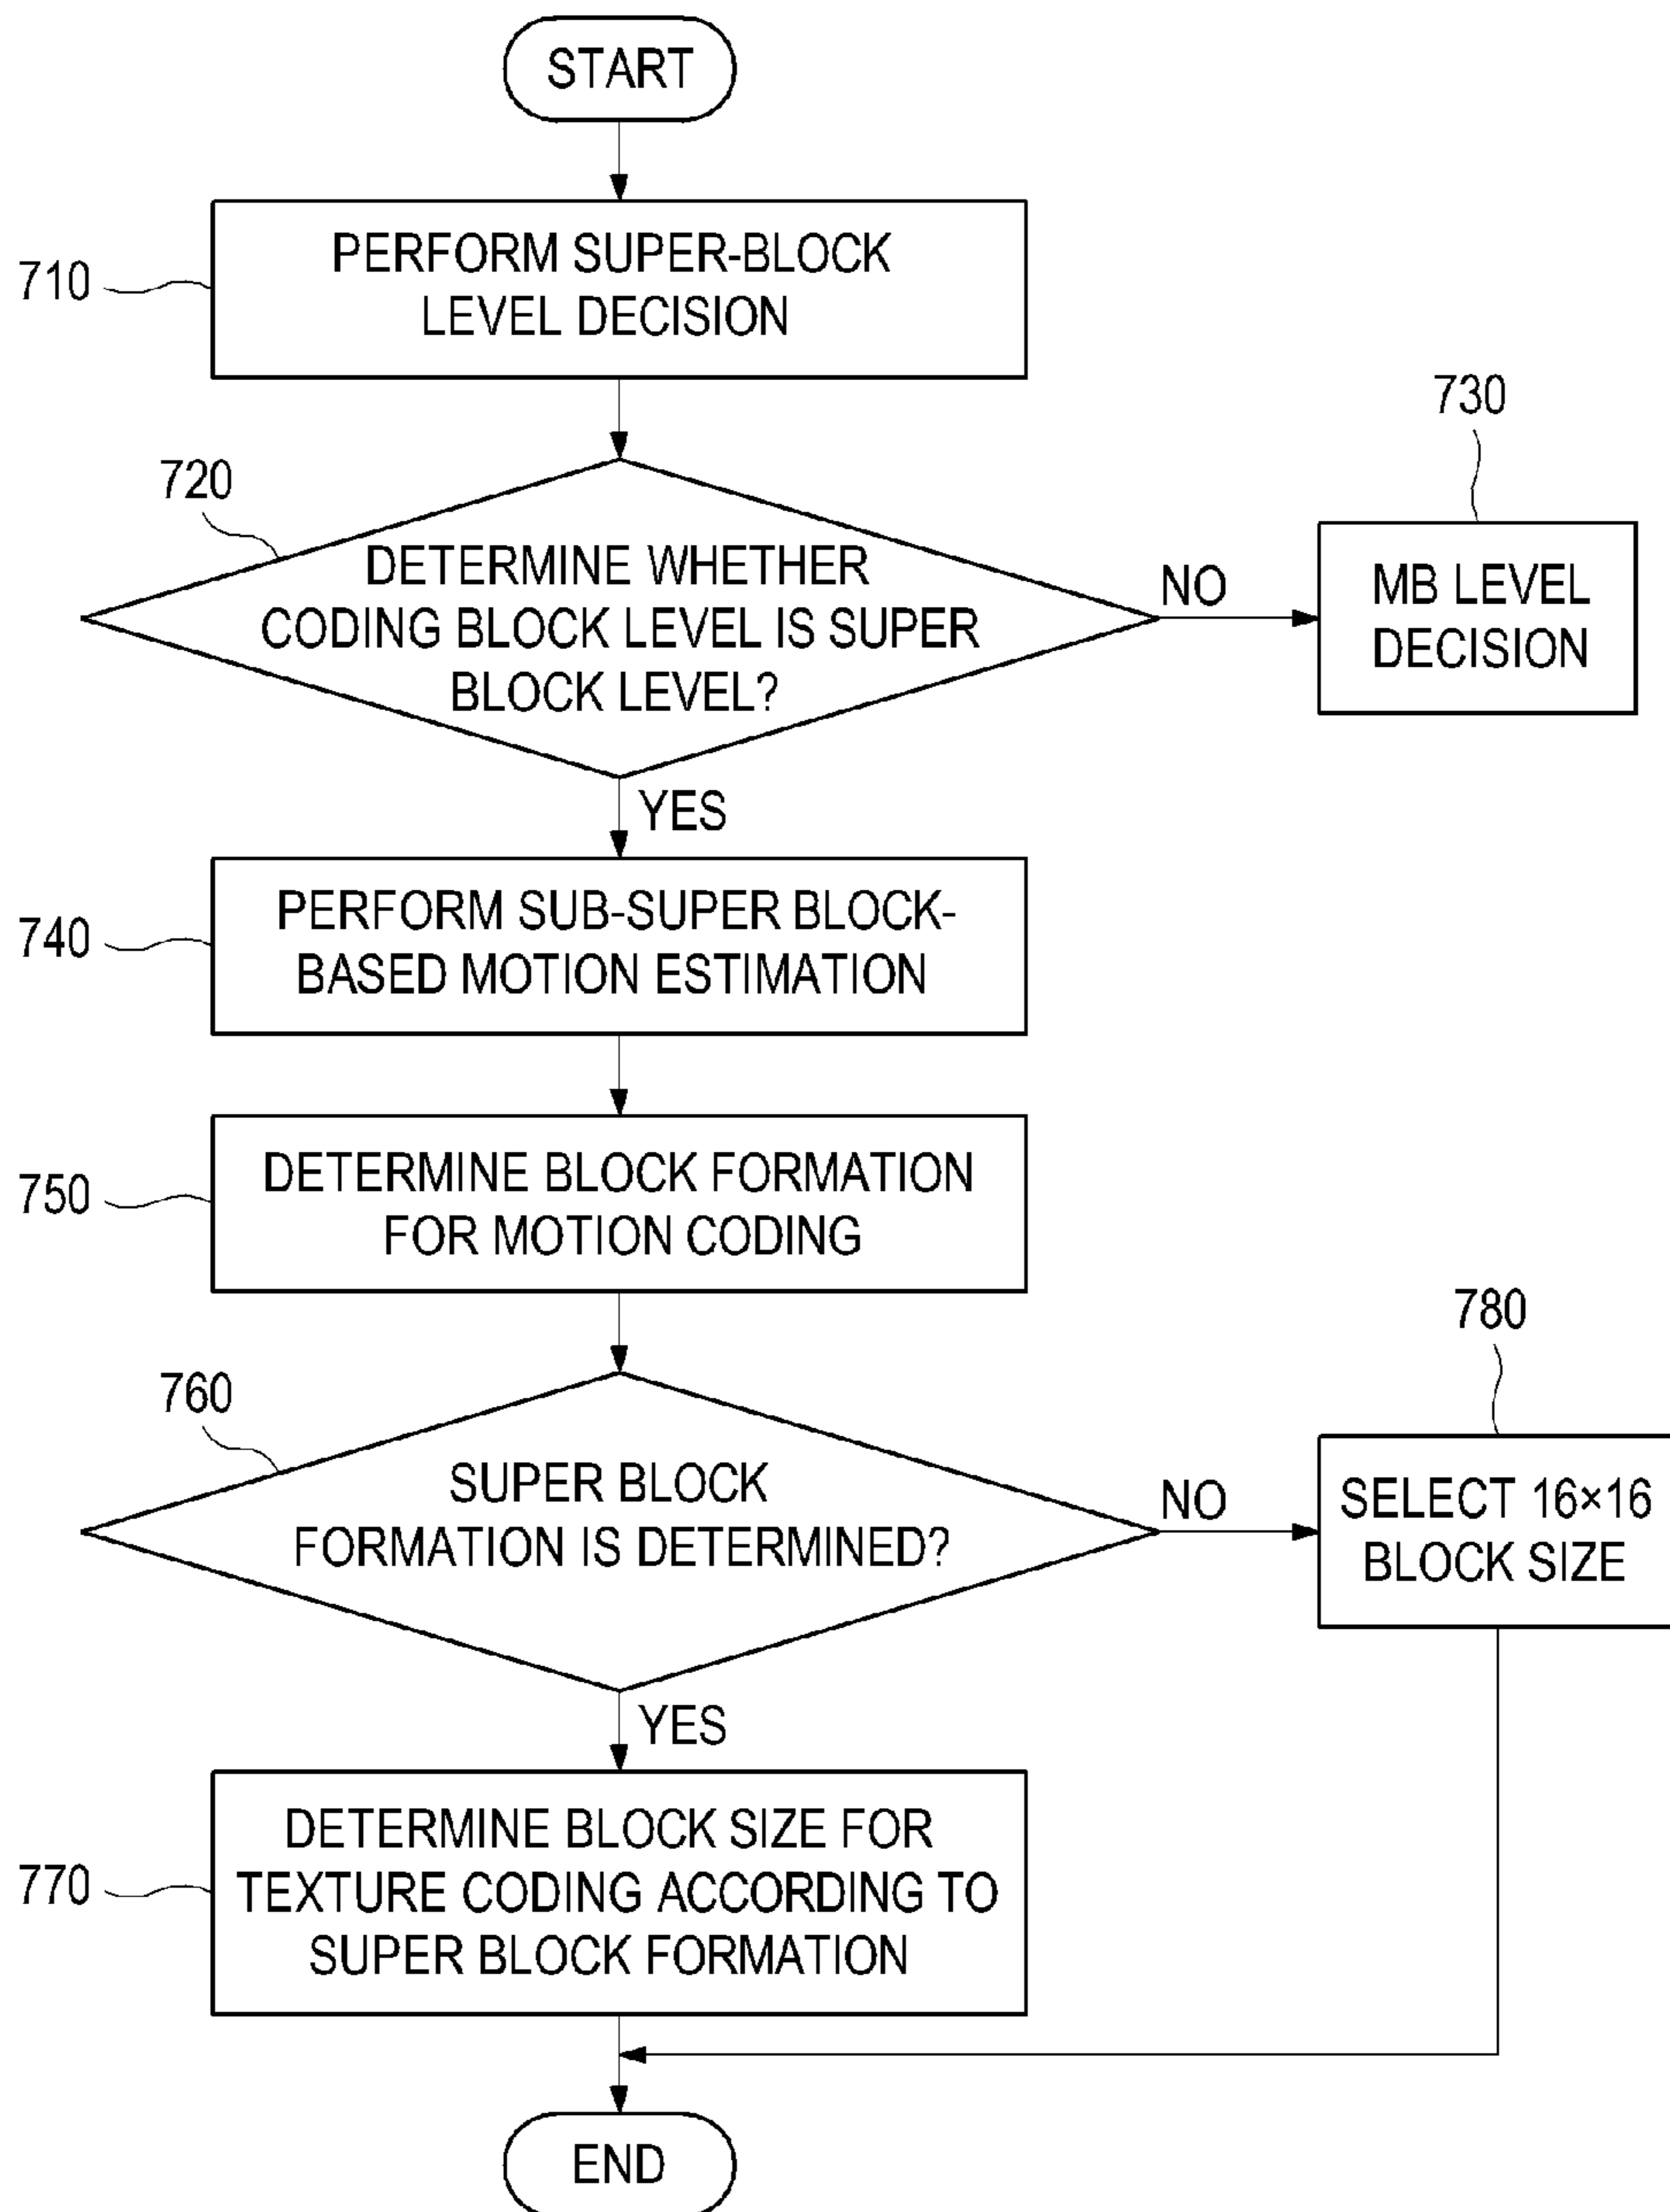 START
710
PERFORM SUPER-BLOCK
LEVEL DECISION
720
DETERMINE WHETHER
CODING BLOCK LEVEL IS SUPER
BLOCK LEVEL?
NO
730
MB LEVEL
DECISION
YES
740
PERFORM SUB-SUPER BLOCK-
BASED MOTION ESTIMATION
750
DETERMINE BLOCK FORMATION
FOR MOTION CODING
760
SUPER BLOCK
FORMATION IS DETERMINED?
NO
780
SELECT 16×16
BLOCK SIZE
YES
770
DETERMINE BLOCK SIZE FOR
TEXTURE CODING ACCORDING TO
SUPER BLOCK FORMATION
END